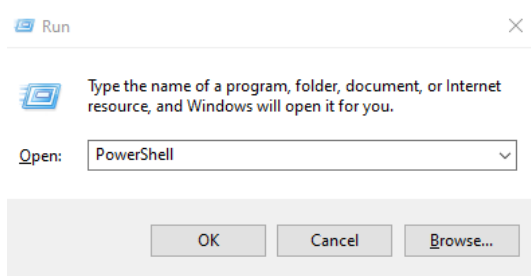 Run
Type the name of a program, folder, document, or Internet
resource, and Windows will open it for you.
Open: PowerShell
OK Cancel Browse...